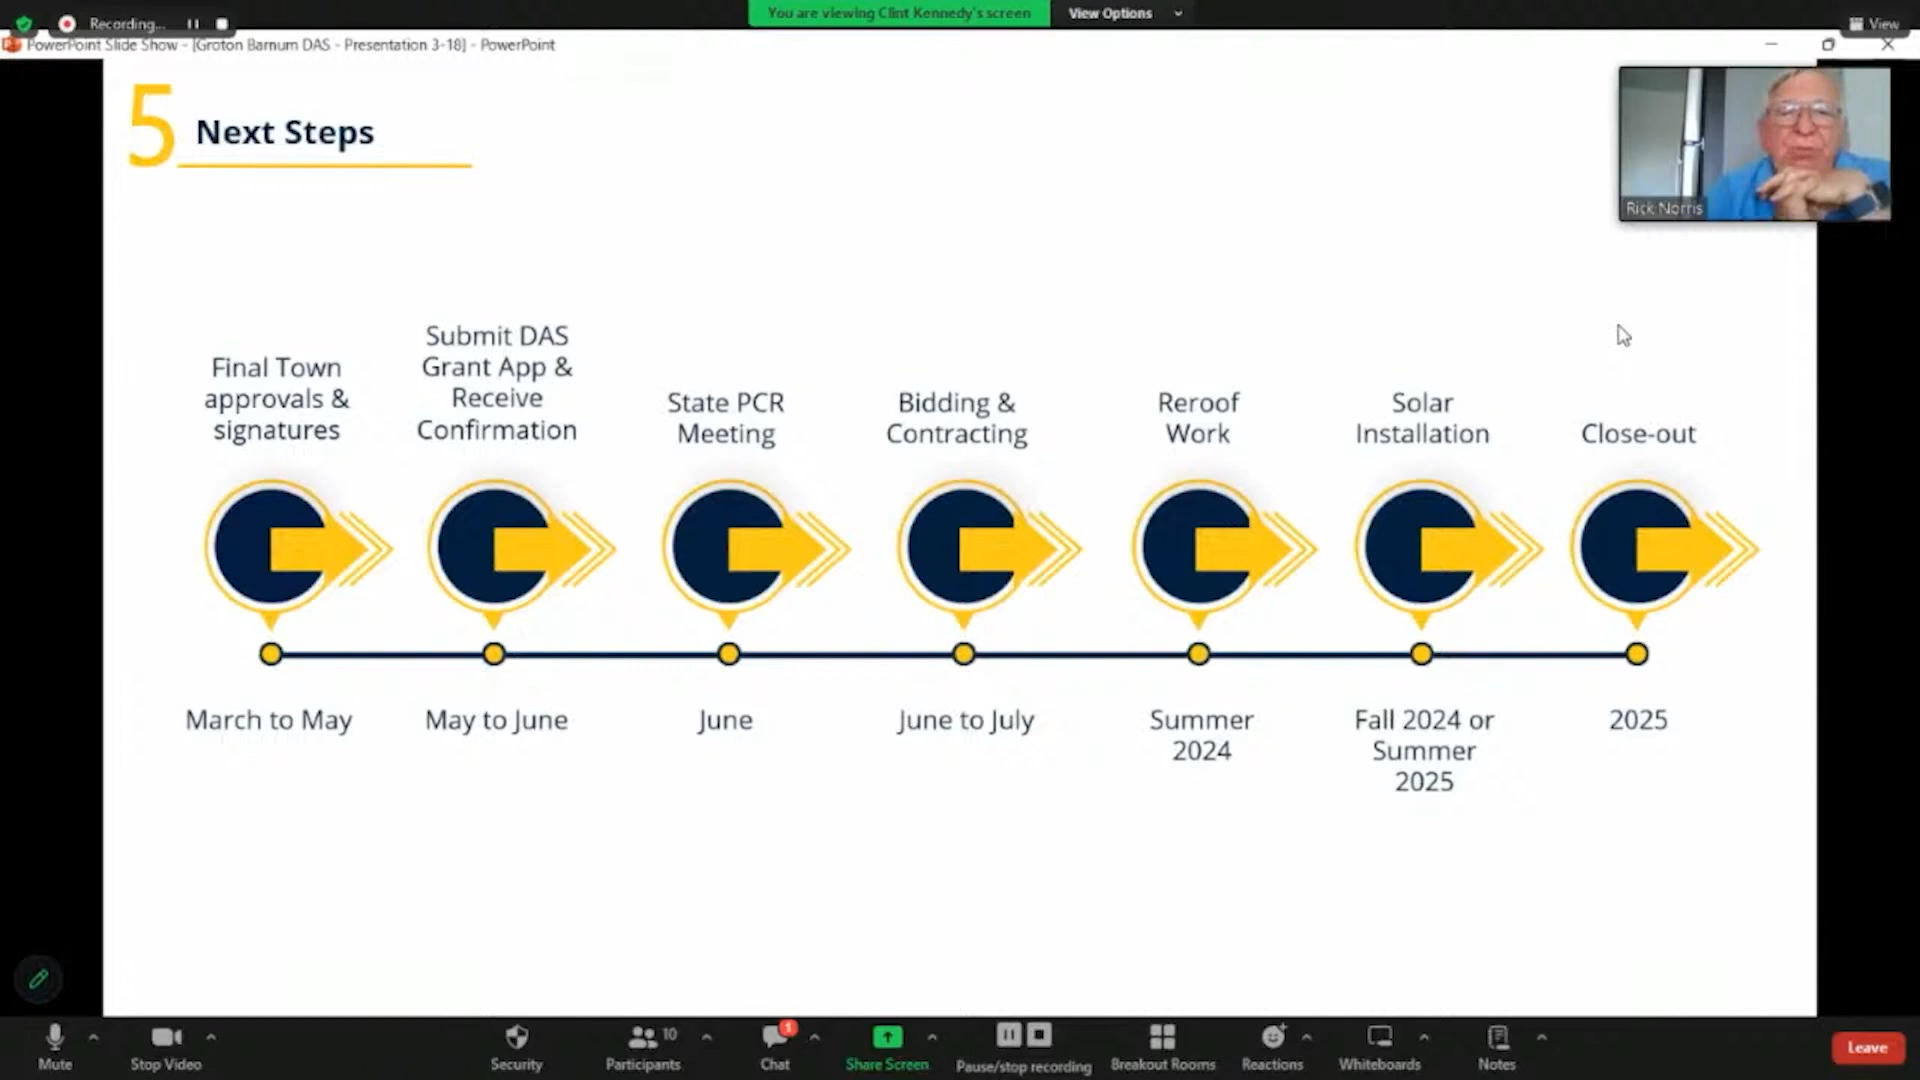 Recording...
You are viewing Clint Kennedy's screen
View Options
View
PowerPoint Slide Show - [Groton Barnum DAS - Presentation 3-18] - PowerPoint
5
Next Steps
Rick Norris
Final Town
approvals &
signatures
Submit DAS
Grant App &
Receive
Confirmation
State PCR
Meeting
Bidding &
Contracting
Reroof
Work
Solar
Installation
Close-out
March to May
May to June
June
June to July
Summer
2024
Fall 2024 or
Summer
2025
2025
Mute
Stop Video
Security
Participants
10
Chat
1
Share Screen
Pause/stop recording
Breakout Rooms
Reactions
Whiteboards
Notes
Leave